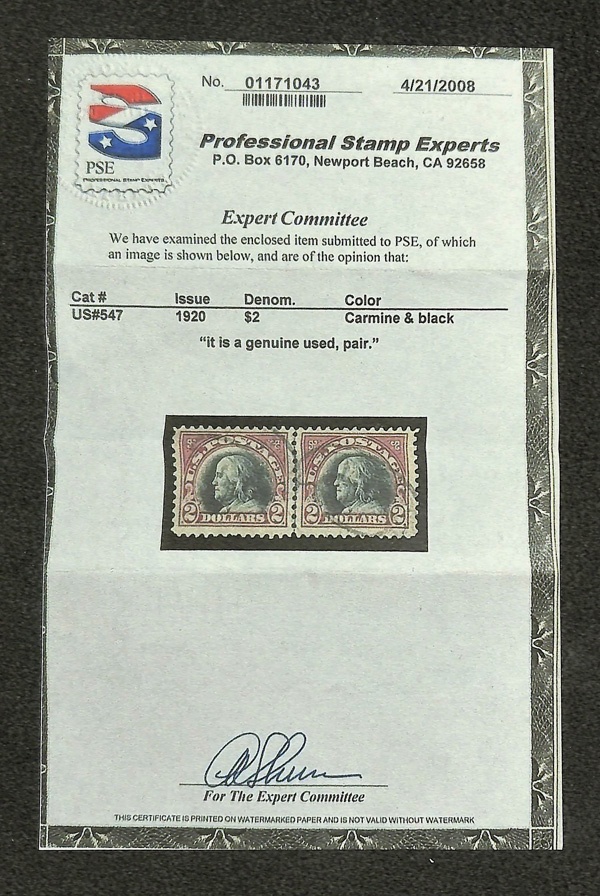 No. 01171043 4/21/2008
PSE
PROFESSIONAL STAMP EXPERTS
Professional Stamp Experts
P.O. Box 6170, Newport Beach, CA 92658
Expert Committee
We have examined the enclosed item submitted to PSE, of which
an image is shown below, and are of the opinion that:
Cat # Issue Denom. Color
US#547 1920 $2 Carmine & black
“it is a genuine used, pair.”
U.S. POSTAGE U.S. POSTAGE
2 DOLLARS 2 2 DOLLARS 2
For The Expert Committee
THIS CERTIFICATE IS PRINTED ON WATERMARKED PAPER AND IS NOT VALID WITHOUT WATERMARK